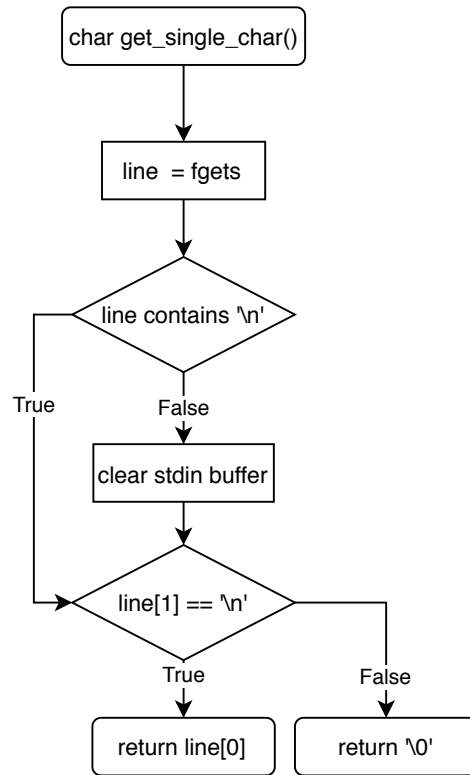 char get_single_char()
line = fgets
line contains '\n'
True
False
clear stdin buffer
line[1] == '\n'
True
False
return line[0]
return '\0'